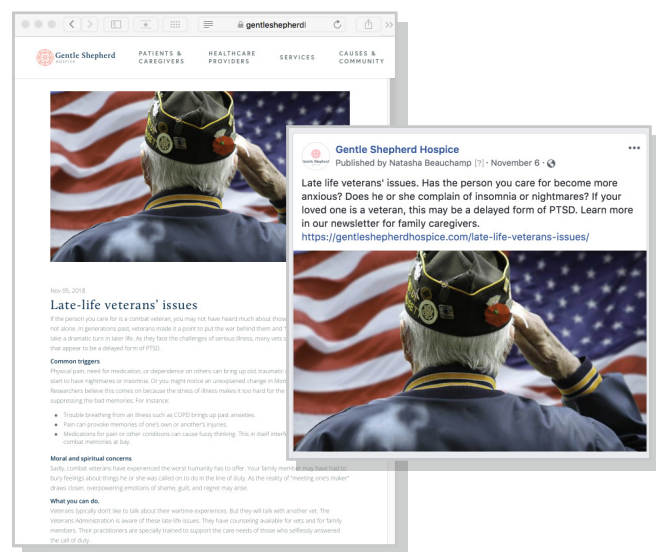 gentleshepherd
Gentle Shepherd
HOSPICE
PATIENTS &
CAREGIVERS
HEALTHCARE
PROVIDERS
SERVICES
CAUSES &
COMMUNITY
Nov 05, 2018
Late-life veterans' issues
If the person you care for is a combat veteran, you may not have heard much about those
not alone. In generations past, veterans made it a point to put the war behind them and
take a dramatic turn in later life. As they face the challenges of serious illness, many vets
that appear to be a delayed form of PTSD.
Common triggers
Physical pain, need for medication, or dependence on others can bring up old, traumatic
start to have nightmares or insomnia. Or you might notice an unexplained change in
Researchers believe this comes on because the stress of illness makes it too hard for the
suppressing the bad memories. For instance:
● Trouble breathing from an illness such as COPD brings up past anxieties.
● Pain can provoke memories of one's own or another's injuries.
● Medications for pain or other conditions can cause fuzzy thinking. This in itself
combat memories at bay.
Moral and spiritual concerns
Sadly, combat veterans have experienced the worst humanity has to offer. Your family member may have had to
bury feelings about things he or she was called on to do in the line of duty. As the reality of "meeting one's maker"
draws closer, overpowering emotions of shame, guilt, and regret may arise.
What you can do.
Veterans typically don't like to talk about their wartime experiences. But they will talk with another vet. The
Veterans Administration is aware of these late-life issues. They have counseling available for vets and for family
members. Their practitioners are specially trained to support the care needs of those who selflessly answered
the call of duty.
Gentle Shepherd
Gentle Shepherd Hospice
Published by Natasha Beauchamp [?] · November 6 ·
Late life veterans' issues. Has the person you care for become more
anxious? Does he or she complain of insomnia or nightmares? If your
loved one is a veteran, this may be a delayed form of PTSD. Learn more
in our newsletter for family caregivers.
https://gentleshepherdhospice.com/late-life-veterans-issues/